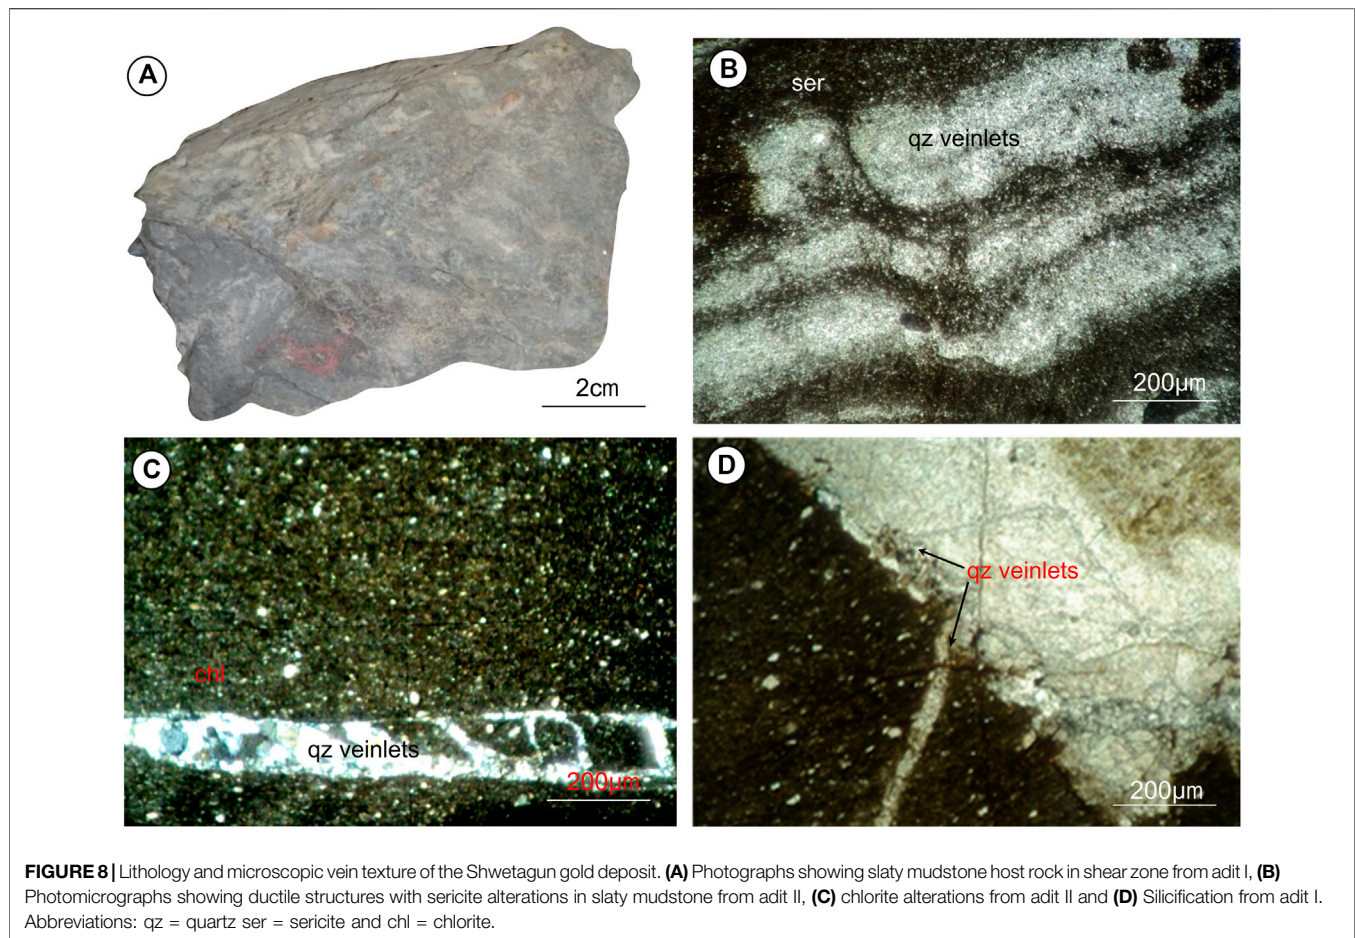 A
2cm
B
ser
qz veinlets
200µm
C
chl
qz veinlets
200µm
D
qz veinlets
200µm
FIGURE 8 | Lithology and microscopic vein texture of the Shwetagun gold deposit. (A) Photographs showing slaty mudstone host rock in shear zone from adit I, (B)
Photomicrographs showing ductile structures with sericite alterations in slaty mudstone from adit II, (C) chlorite alterations from adit II and (D) Silicification from adit I.
Abbreviations: qz = quartz ser = sericite and chl = chlorite.